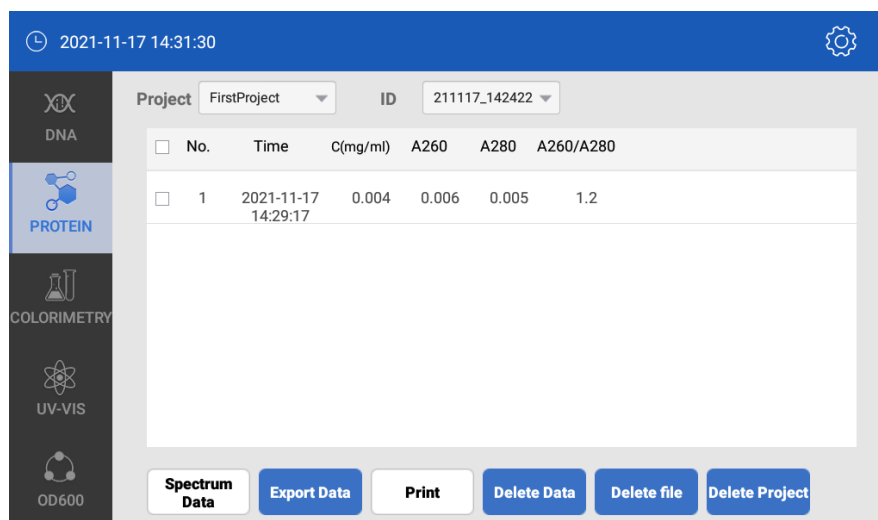 2021-11-17 14:31:30
DNA
PROTEIN
COLORIMETRY
UV-VIS
OD600
Project FirstProject ID 211117_142422
No. Time C(mg/ml) A260 A280 A260/A280
1 2021-11-17 0.004 0.006 0.005 1.2
14:29:17
Spectrum
Data
Export Data
Print
Delete Data
Delete file
Delete Project